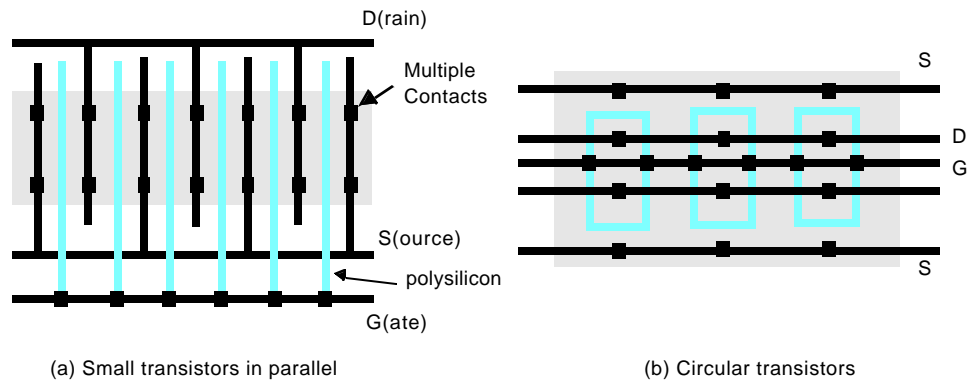 D(rain)
Multiple
Contacts
S(ource)
polysilicon
G(ate)
(a) Small transistors in parallel
S
D
G
S
(b) Circular transistors